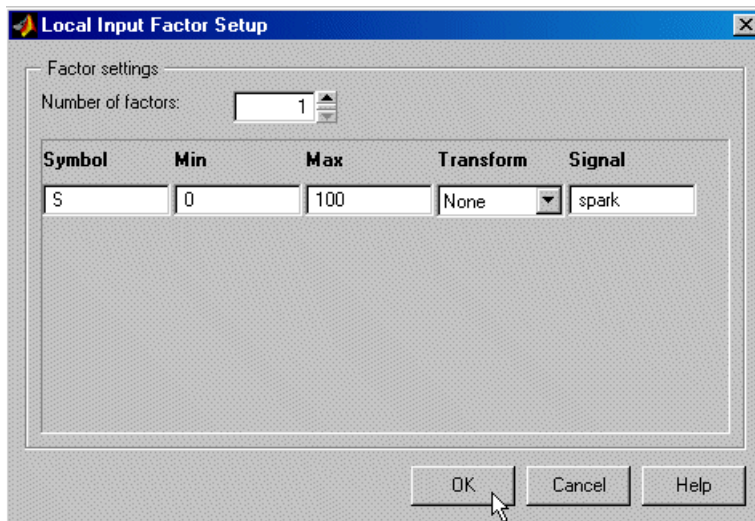 Local Input Factor Setup
Factor settings
Number of factors: 1
Symbol Min Max Transform Signal
S 0 100 None spark
OK Cancel Help